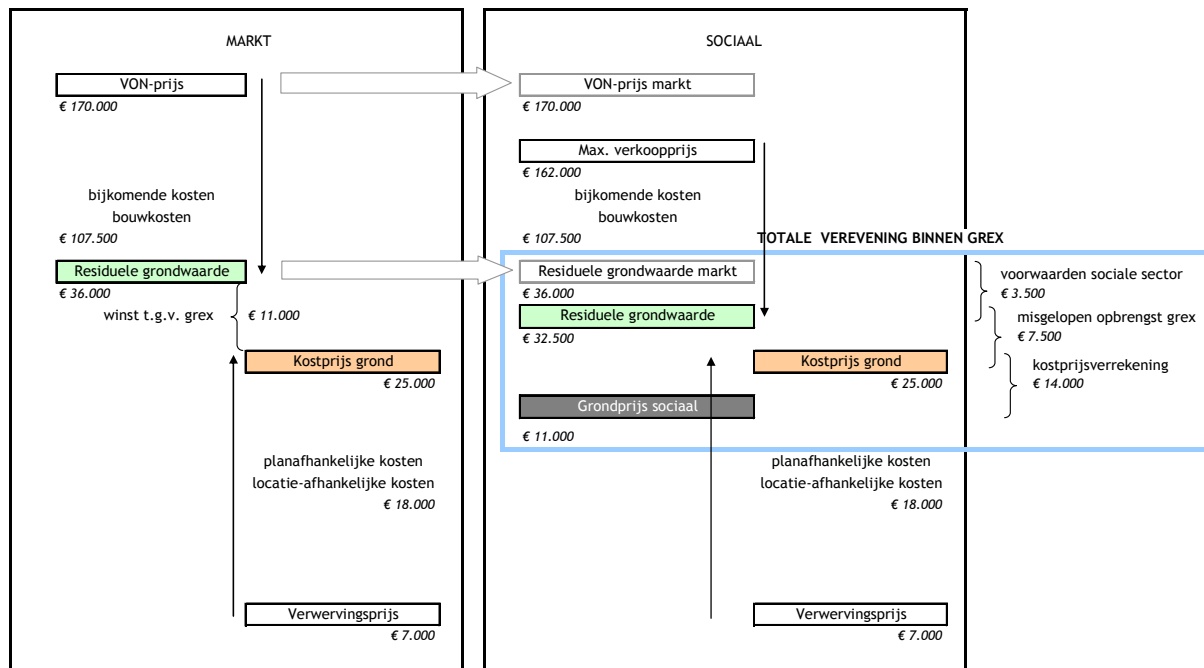 MARKT
VON-prijs
€ 170.000
bijkomende kosten
bouwkosten
€ 107.500
Residuele grondwaarde
€ 36.000
winst t.g.v. grex
€ 11.000
Kostprijs grond
€ 25.000
planafhankelijke kosten
locatie-afhankelijke kosten
€ 18.000
Verwervingsprijs
€ 7.000
SOCIAAL
VON-prijs markt
€ 170.000
Max. verkoopprijs
€ 162.000
bijkomende kosten
bouwkosten
€ 107.500
TOTALE VEREVENING BINNEN GREX
Residuele grondwaarde markt
€ 36.000
Residuele grondwaarde
€ 32.500
Kostprijs grond
€ 25.000
Grondprijs sociaal
€ 11.000
voorwaarden sociale sector
€ 3.500
misgelopen opbrengst grex
€ 7.500
kostprijsverrekening
€ 14.000
planafhankelijke kosten
locatie-afhankelijke kosten
€ 18.000
Verwervingsprijs
€ 7.000